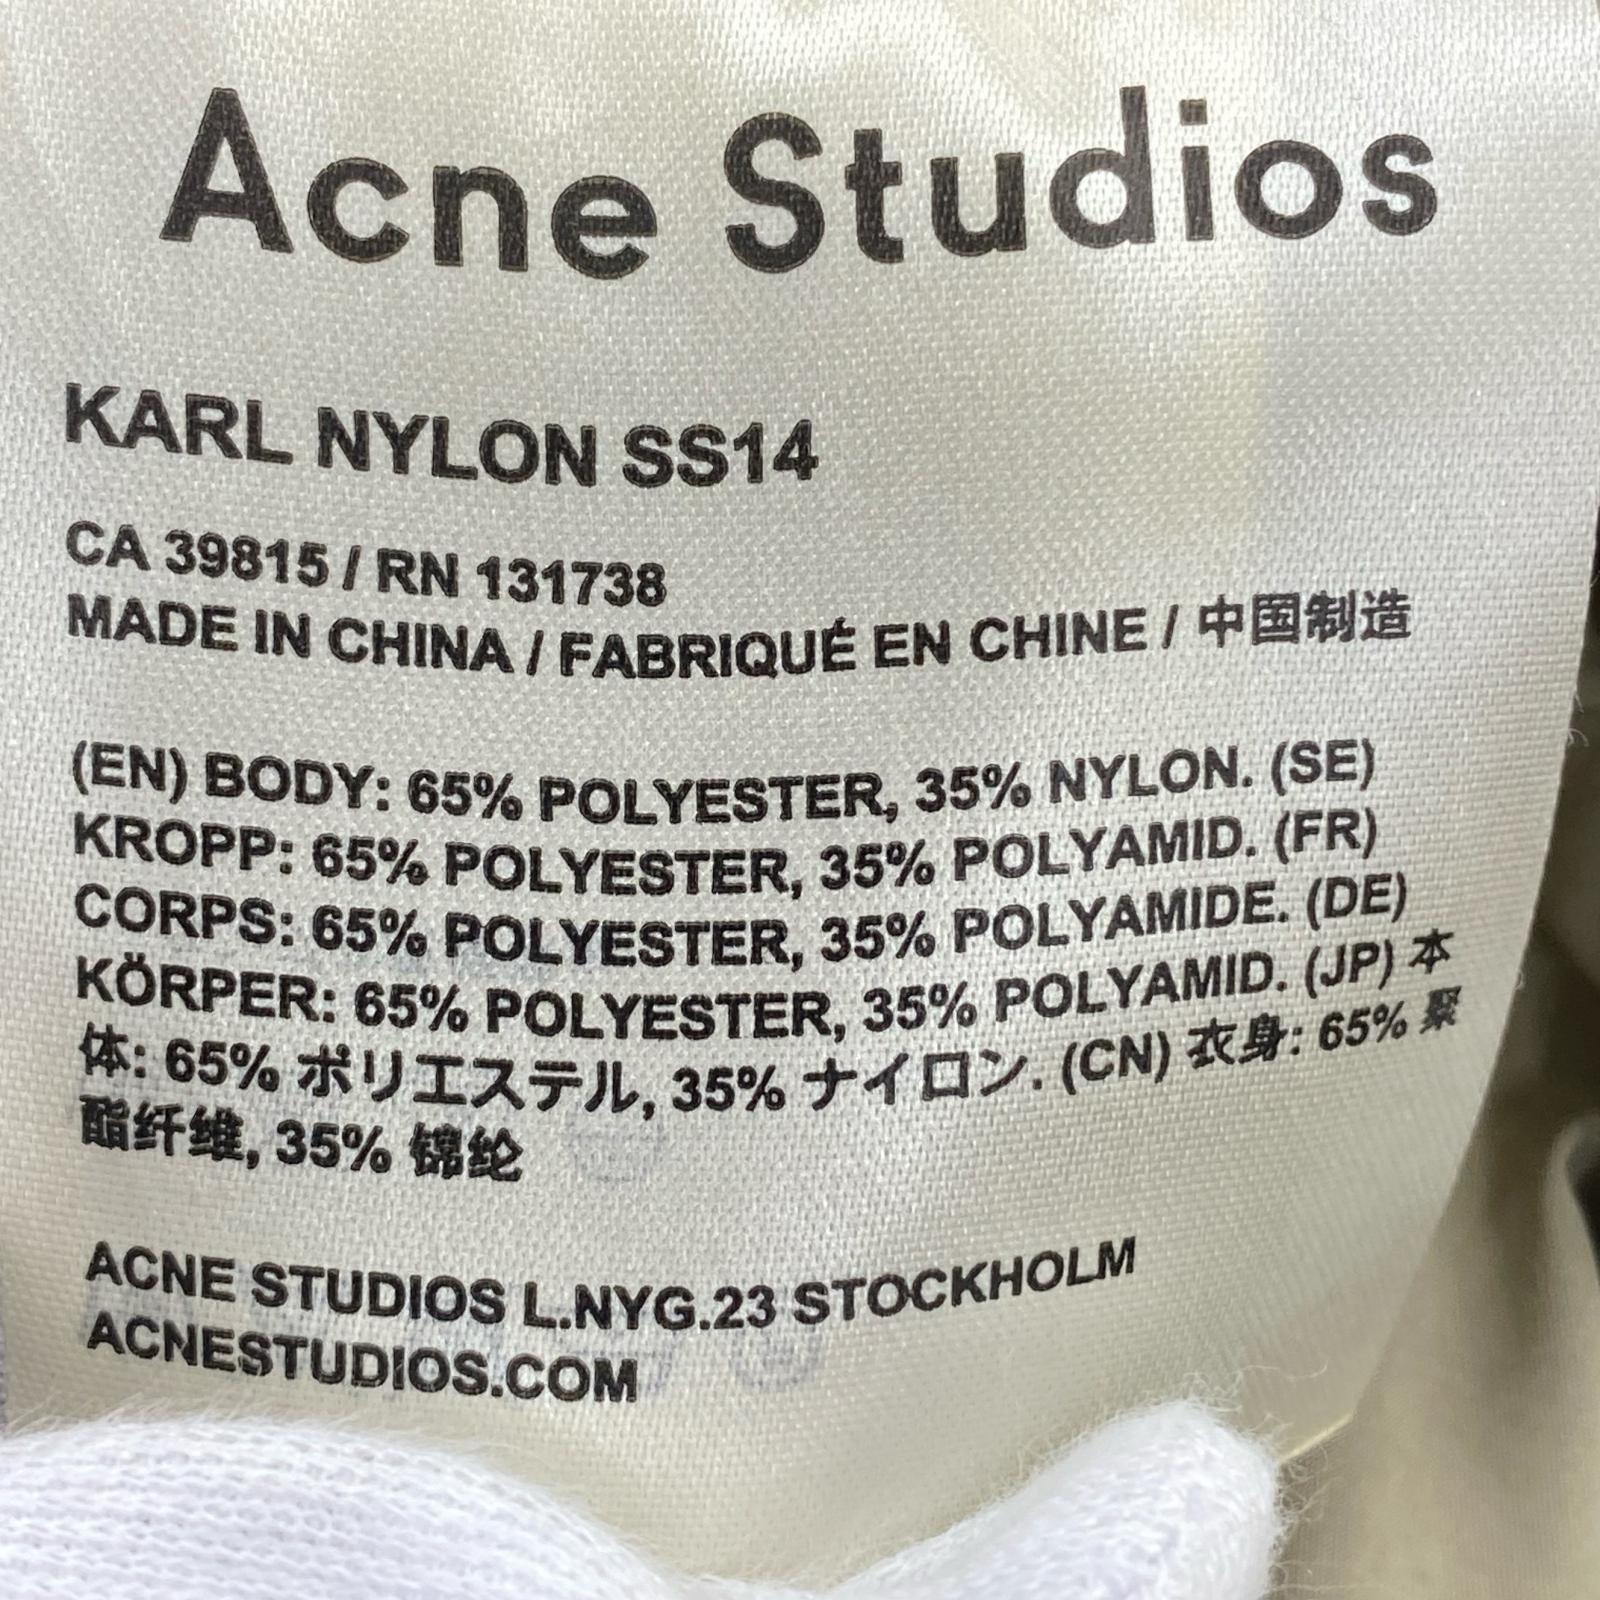 Acne Studios
KARL NYLON SS14
CA 39815 / RN 131738
MADE IN CHINA / FABRIQUÉ EN CHINE / 中国制造
(EN) BODY: 65% POLYESTER, 35% NYLON. (SE)
KROPP: 65% POLYESTER, 35% POLYAMID. (FR)
CORPS: 65% POLYESTER, 35% POLYAMIDE. (DE)
KÖRPER: 65% POLYESTER, 35% POLYAMID. (JP) 本
体: 65% ポリエステル, 35% ナイロン. (CN) 衣身: 65% 聚
酯纤维, 35% 锦纶
ACNE STUDIOS L.NYG.23 STOCKHOLM
ACNESTUDIOS.COM